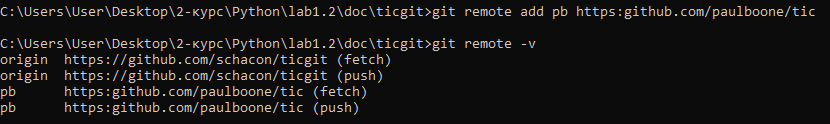 C:\Users\User\Desktop\2-курс\Python\lab1.2\doc\ticgit>git remote add pb https:github.com/paulboone/tic
C:\Users\User\Desktop\2-курс\Python\lab1.2\doc\ticgit>git remote -v
origin  https://github.com/schacon/ticgit (fetch)
origin  https://github.com/schacon/ticgit (push)
pb      https:github.com/paulboone/tic (fetch)
pb      https:github.com/paulboone/tic (push)